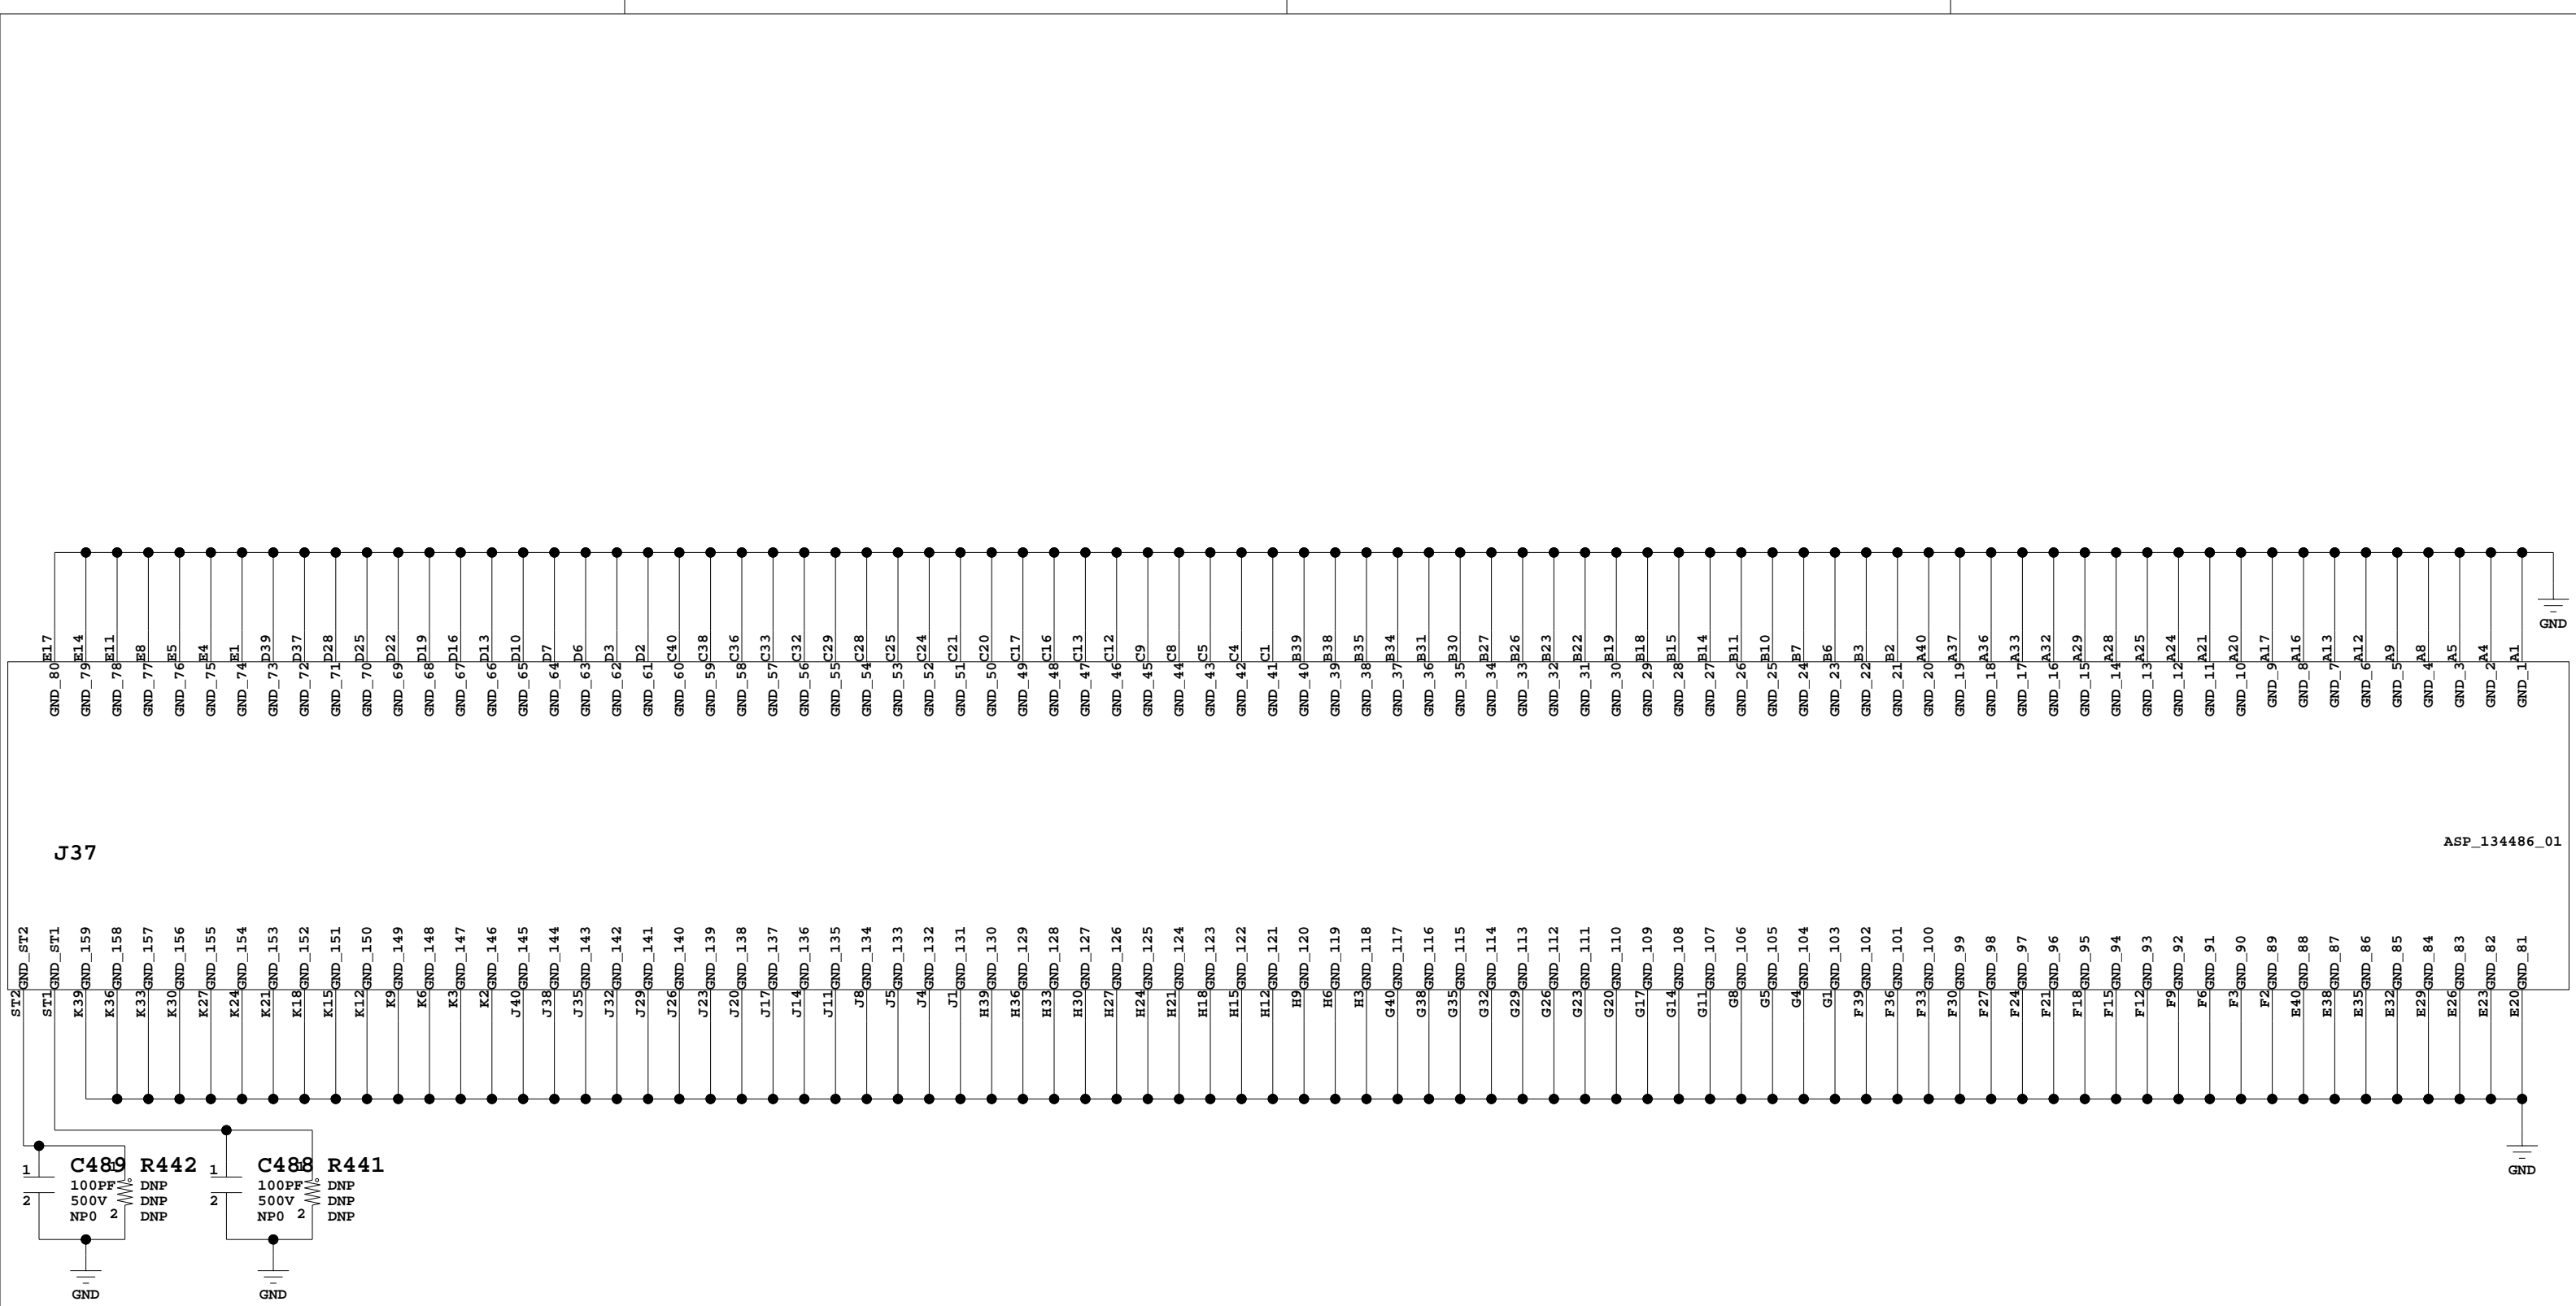 E17 E14 E11 E8 E5 E4 E1 D39 D37 D28 D25 D22 D19 D16 D13 D10 D7 D6 D3 D2 C40 C38 C36 C33 C32 C29 C28 C25 C24 C21 C20 C17 C16 C13 C12 C9 C8 C5 C4 C1 B39 B38 B35 B34 B31 B30 B27 B26 B23 B22 B19 B18 B15 B14 B11 B10 B7 B6 B3 B2 A40 A37 A36 A33 A32 A29 A28 A25 A24 A21 A20 A17 A16 A13 A12 A9 A8 A5 A4 A1
GND
GND_80 GND_79 GND_78 GND_77 GND_76 GND_75 GND_74 GND_73 GND_72 GND_71 GND_70 GND_69 GND_68 GND_67 GND_66 GND_65 GND_64 GND_63 GND_62 GND_61 GND_60 GND_59 GND_58 GND_57 GND_56 GND_55 GND_54 GND_53 GND_52 GND_51 GND_50 GND_49 GND_48 GND_47 GND_46 GND_45 GND_44 GND_43 GND_42 GND_41 GND_40 GND_39 GND_38 GND_37 GND_36 GND_35 GND_34 GND_33 GND_32 GND_31 GND_30 GND_29 GND_28 GND_27 GND_26 GND_25 GND_24 GND_23 GND_22 GND_21 GND_20 GND_19 GND_18 GND_17 GND_16 GND_15 GND_14 GND_13 GND_12 GND_11 GND_10 GND_9 GND_8 GND_7 GND_6 GND_5 GND_4 GND_3 GND_2 GND_1
J37
ASP_134486_01
GND_ST2 GND_ST1 GND_159 GND_158 GND_157 GND_156 GND_155 GND_154 GND_153 GND_152 GND_151 GND_150 GND_149 GND_148 GND_147 GND_146 GND_145 GND_144 GND_143 GND_142 GND_141 GND_140 GND_139 GND_138 GND_137 GND_136 GND_135 GND_134 GND_133 GND_132 GND_131 GND_130 GND_129 GND_128 GND_127 GND_126 GND_125 GND_124 GND_123 GND_122 GND_121 GND_120 GND_119 GND_118 GND_117 GND_116 GND_115 GND_114 GND_113 GND_112 GND_111 GND_110 GND_109 GND_108 GND_107 GND_106 GND_105 GND_104 GND_103 GND_102 GND_101 GND_100 GND_99 GND_98 GND_97 GND_96 GND_95 GND_94 GND_93 GND_92 GND_91 GND_90 GND_89 GND_88 GND_87 GND_86 GND_85 GND_84 GND_83 GND_82 GND_81
ST2 ST1 K39 K36 K33 K30 K27 K24 K21 K18 K15 K12 K9 K6 K3 K2 J40 J38 J35 J32 J29 J26 J23 J20 J17 J14 J11 J8 J5 J4 J1 H39 H36 H33 H30 H27 H24 H21 H18 H15 H12 H9 H6 H3 G40 G38 G35 G32 G29 G26 G23 G20 G17 G14 G11 G8 G5 G4 G1 F39 F36 F33 F30 F27 F24 F21 F18 F15 F12 F9 F6 F3 F2 E40 E38 E35 E32 E29 E26 E23 E20
1 C489 1 R442 1 C488 1 R441
100PF DNP 100PF DNP
2 500V DNP 2 500V DNP
NP0 2 DNP NP0 2 DNP
GND
GND GND